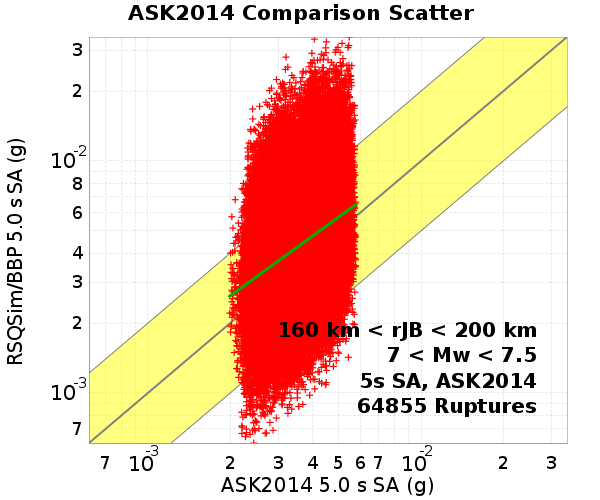 ASK2014 Comparison Scatter
RSQSim/BBP 5.0 s SA (g)
3
2
10-2
8
6
4
3
2
10-3
7
160 km < rJB < 200 km
7 < Mw < 7.5
5s SA, ASK2014
64855 Ruptures
7 10-3 2 3 4 5 6 7 10-2 2 3
ASK2014 5.0 s SA (g)